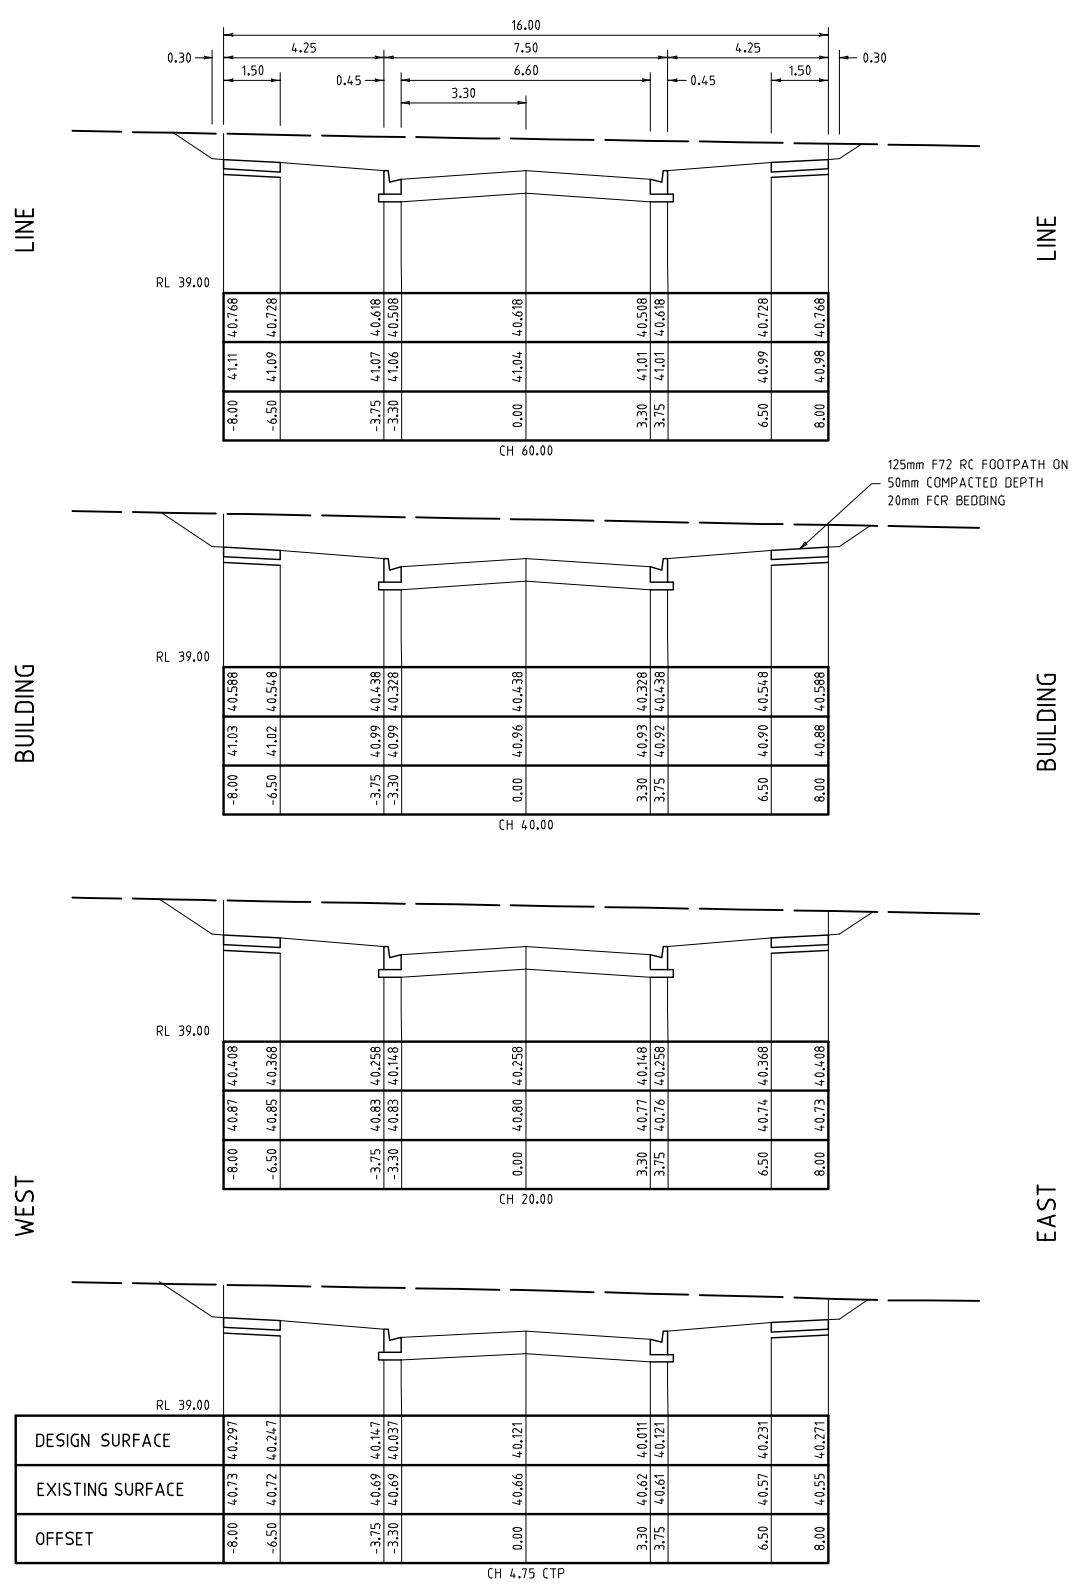 16.00
4.25 7.50 4.25
0.30 0.30
1.50 0.45 6.60 0.45 1.50
3.30
LINE
LINE
RL 39.00
40.768 40.728 40.618 40.508 40.618 40.508 40.618 40.728 40.768
41.11 41.09 41.07 41.06 41.04 41.01 41.01 40.99 40.98
-8.00 -6.50 -3.75 -3.30 0.00 3.30 3.75 6.50 8.00
CH 60.00
125mm F72 RC FOOTPATH ON
50mm COMPACTED DEPTH
20mm FCR BEDDING
BUILDING
BUILDING
RL 39.00
40.588 40.548 40.438 40.328 40.438 40.328 40.438 40.548 40.588
41.03 41.02 40.99 40.99 40.96 40.93 40.92 40.90 40.88
-8.00 -6.50 -3.75 -3.30 0.00 3.30 3.75 6.50 8.00
CH 40.00
RL 39.00
40.408 40.368 40.258 40.148 40.258 40.148 40.258 40.368 40.408
40.87 40.85 40.83 40.83 40.80 40.77 40.76 40.74 40.73
-8.00 -6.50 -3.75 -3.30 0.00 3.30 3.75 6.50 8.00
CH 20.00
WEST
EAST
RL 39.00
DESIGN SURFACE 40.297 40.247 40.147 40.037 40.121 40.011 40.121 40.231 40.271
EXISTING SURFACE 40.73 40.72 40.69 40.69 40.66 40.62 40.61 40.57 40.55
OFFSET -8.00 -6.50 -3.75 -3.30 0.00 3.30 3.75 6.50 8.00
CH 4.75 CTP